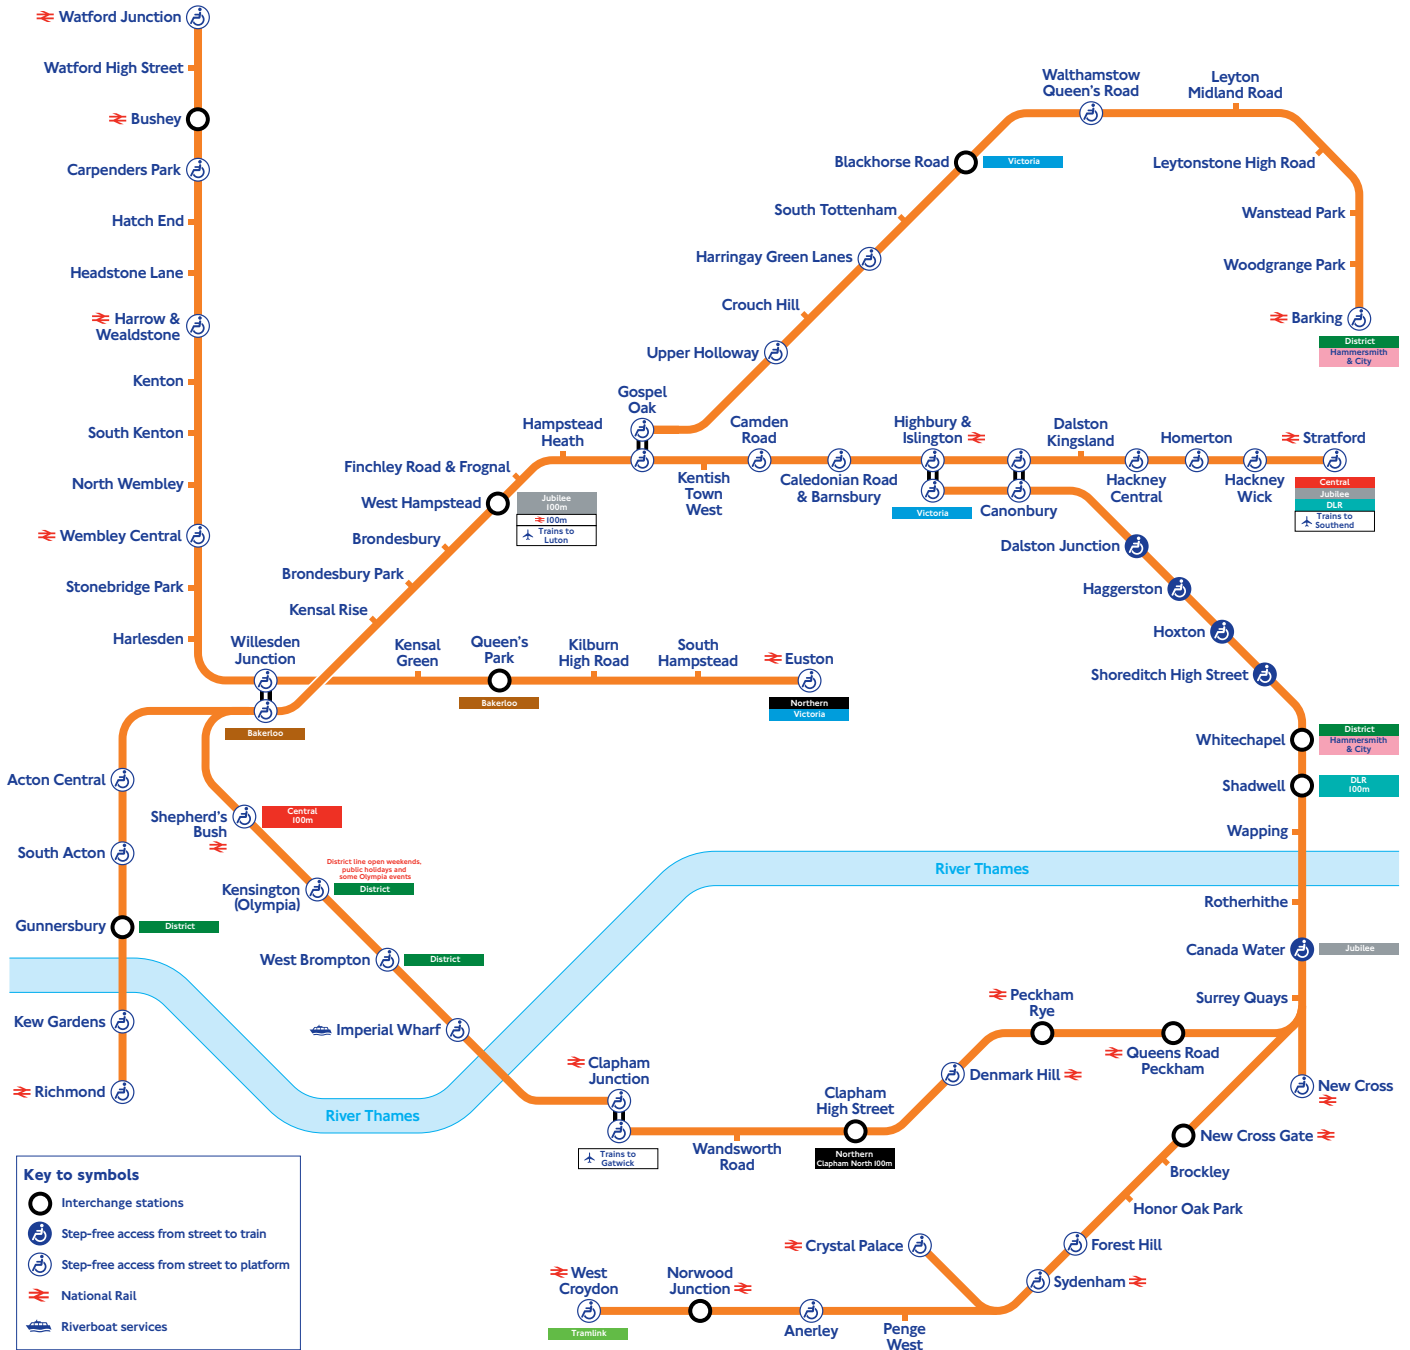 Watford Junction
Watford High Street
Bushey
Carpenders Park
Hatch End
Headstone Lane
Harrow &
Wealdstone
Kenton
South Kenton
North Wembley
Wembley Central
Stonebridge Park
Harlesden
Willesden
Junction
Bakerloo
Kensal
Green
Queen's
Park
Bakerloo
Kilburn
High Road
South
Hampstead
Euston
Northern
Victoria
Walthamstow
Queen's Road
Leyton
Midland Road
Blackhorse Road
Victoria
Leytonstone High Road
South Tottenham
Wanstead Park
Harringay Green Lanes
Woodgrange Park
Crouch Hill
Barking
District
Hammersmith
& City
Upper Holloway
Gospel
Oak
Hampstead
Heath
Camden
Road
Highbury &
Islington
Victoria
Dalston
Kingsland
Homerton
Stratford
Central
Jubilee
DLR
Trains to
Southend
Finchley Road & Frognal
Kentish
Town
West
Caledonian Road
& Barnsbury
Canonbury
Hackney
Central
Hackney
Wick
West Hampstead
Jubilee
100m
100m
Trains to
Luton
Brondesbury
Brondesbury Park
Kensal Rise
Dalston Junction
Haggerston
Hoxton
Shoreditch High Street
Whitechapel
District
Hammersmith
& City
Shadwell
DLR
100m
Wapping
River Thames
Rotherhithe
Canada Water
Jubilee
Surrey Quays
Acton Central
South Acton
Gunnersbury
District
Kew Gardens
Richmond
Shepherd's
Bush
Central
100m
District line open weekends,
public holidays and
some Olympia events
Kensington
(Olympia)
District
West Brompton
District
Imperial Wharf
River Thames
Clapham
Junction
Trains to
Gatwick
Wandsworth
Road
Clapham
High Street
Northern
Clapham North 100m
Denmark Hill
Peckham
Rye
Queens Road
Peckham
New Cross
New Cross Gate
Brockley
Honor Oak Park
Forest Hill
Sydenham
Crystal Palace
West
Croydon
Tramlink
Norwood
Junction
Anerley
Penge
West
Key to symbols
Interchange stations
Step-free access from street to train
Step-free access from street to platform
National Rail
Riverboat services